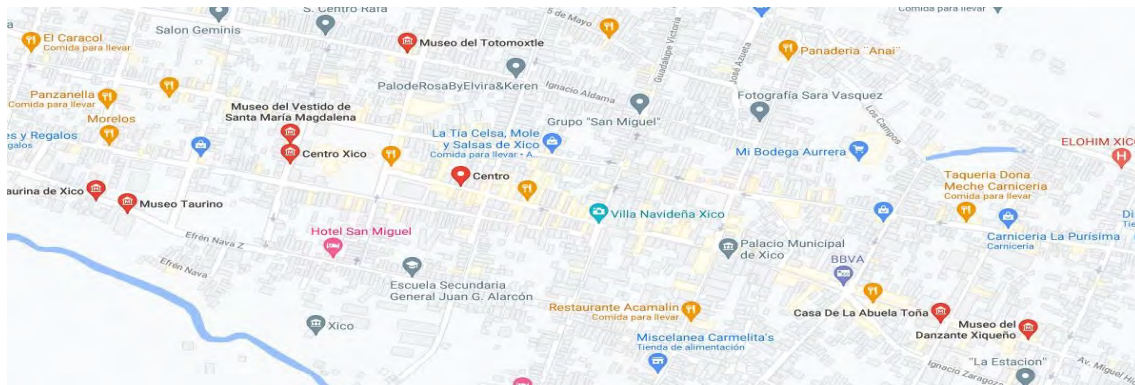 S. Centro Rafa
Salon Geminis
5 de Mayo
Comida para llevar
El Caracol
Comida para llevar
Museo del Totomoxtle
Guadalupe Victoria
José Azueta
Panaderia ¨Anai¨
PalodeRosaByElvira&Keren
Ignacio Aldama
Panzanella
Comida para llevar
Fotografía Sara Vasquez
Los Campos
Museo del Vestido de
Santa María Magdalena
Morelos
Grupo "San Miguel"
es y Regalos
galos
La Tía Celsa, Mole
y Salsas de Xico
Comida para llevar • A...
Centro Xico
Mi Bodega Aurrera
ELOHIM XICO
Centro
Taqueria Dona
Meche Carniceria
Comida para llevar
aurina de Xico
Museo Taurino
Villa Navideña Xico
Hotel San Miguel
Efrén Nava Z
Carniceria La Purísima
Carnicería
Di
Tie
Palacio Municipal
de Xico
BBVA
Efrén Nava
Escuela Secundaria
General Juan G. Alarcón
Restaurante Acamalin
Comida para llevar
Casa De La Abuela Toña
Xico
Museo del
Danzante Xiqueño
Miscelanea Carmelita's
Tienda de alimentación
"La Estacion"
Ignacio Zaragoza
Av. Miguel Hi